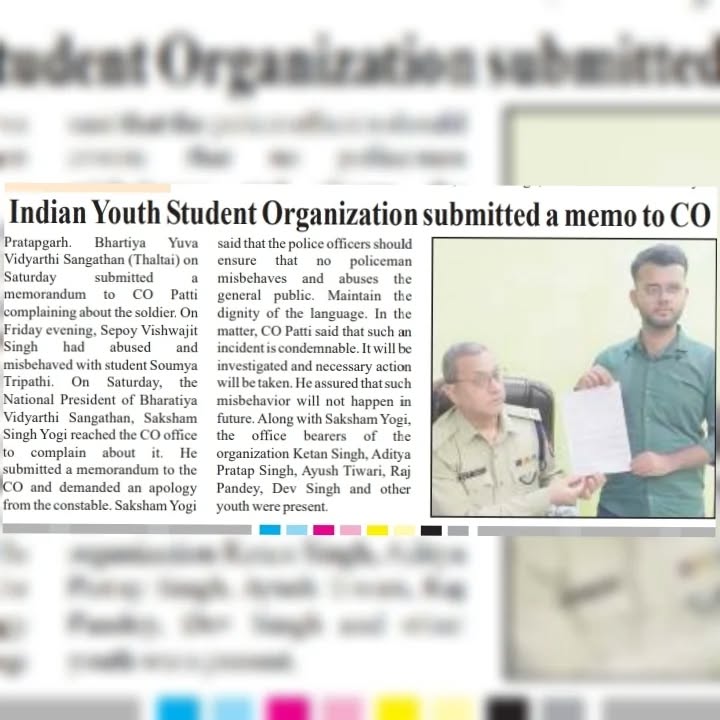 tudent Organization submitted
Indian Youth Student Organization submitted a memo to CO
Pratapgarh. Bhartiya Yuva
Vidyarthi Sangathan (Thaltai) on
Saturday submitted a
memorandum to CO Patti
complaining about the soldier. On
Friday evening, Sepoy Vishwajit
Singh had abused and
misbehaved with student Soumya
Tripathi. On Saturday, the
National President of Bharatiya
Vidyarthi Sangathan, Saksham
Singh Yogi reached the CO office
to complain about it. He
submitted a memorandum to the
CO and demanded an apology
from the constable. Saksham Yogi
said that the police officers should
ensure that no policeman
misbehaves and abuses the
general public. Maintain the
dignity of the language. In the
matter, CO Patti said that such an
incident is condemnable. It will be
investigated and necessary action
will be taken. He assured that such
misbehavior will not happen in
future. Along with Saksham Yogi,
the office bearers of the
organization Ketan Singh, Aditya
Pratap Singh, Ayush Tiwari, Raj
Pandey, Dev Singh and other
youth were present.